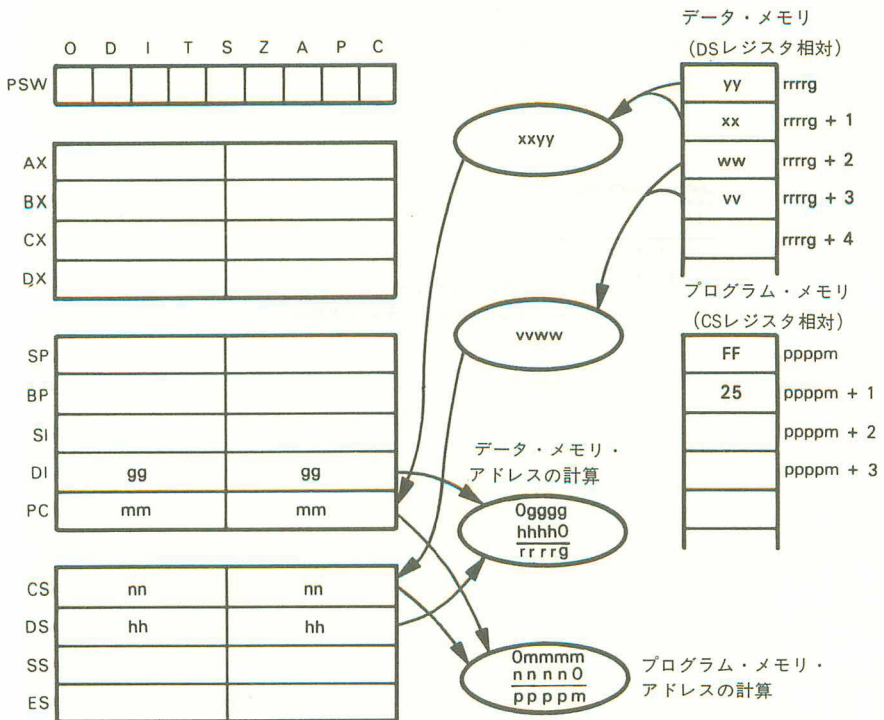 O D I T S Z A P C
PSW
AX
BX
CX
DX
SP
BP
SI
DI gg gg
PC mm mm
CS nn nn
DS hh hh
SS
ES
xxyy
vvww
データ・メモリ・
アドレスの計算
0gggg
hhhh0
rrrrg
0mmmm
nnnn0
ppppm
プログラム・メモリ・
アドレスの計算
データ・メモリ
(DSレジスタ相対)
yy rrrrg
xx rrrrg + 1
ww rrrrg + 2
vv rrrrg + 3
rrrrg + 4
プログラム・メモリ
(CSレジスタ相対)
FF ppppm
25 ppppm + 1
ppppm + 2
ppppm + 3